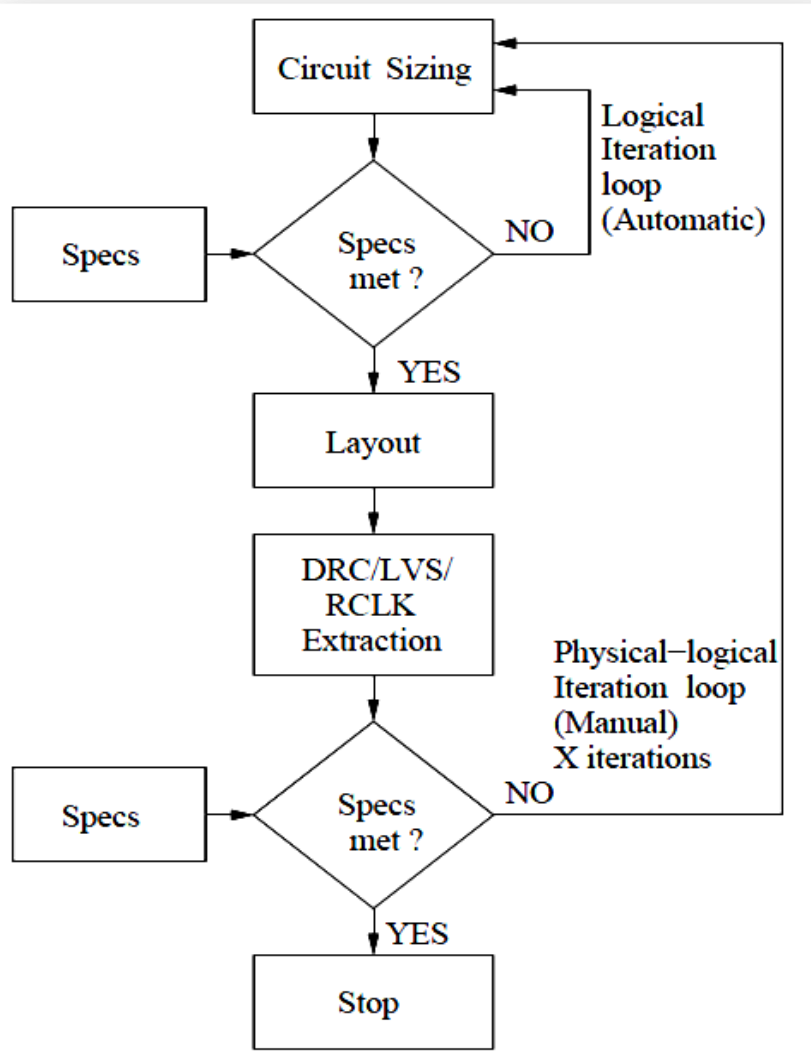 Circuit Sizing
Logical
Iteration
loop
(Automatic)
Specs
Specs
met ?
NO
YES
Layout
DRC/LVS/
RCLK
Extraction
Physical−logical
Iteration loop
(Manual)
X iterations
Specs
Specs
met ?
NO
YES
Stop